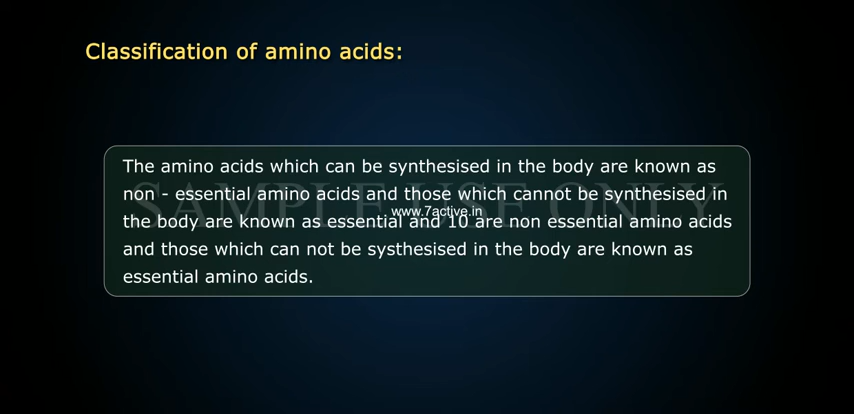 Classification of amino acids:
The amino acids which can be synthesised in the body are known as
non - essential amino acids and those which cannot be synthesised in
SAMPLE USE ONLY
www.7active.in
the body are known as essential and 10 are non essential amino acids
and those which can not be systhesised in the body are known as
essential amino acids.